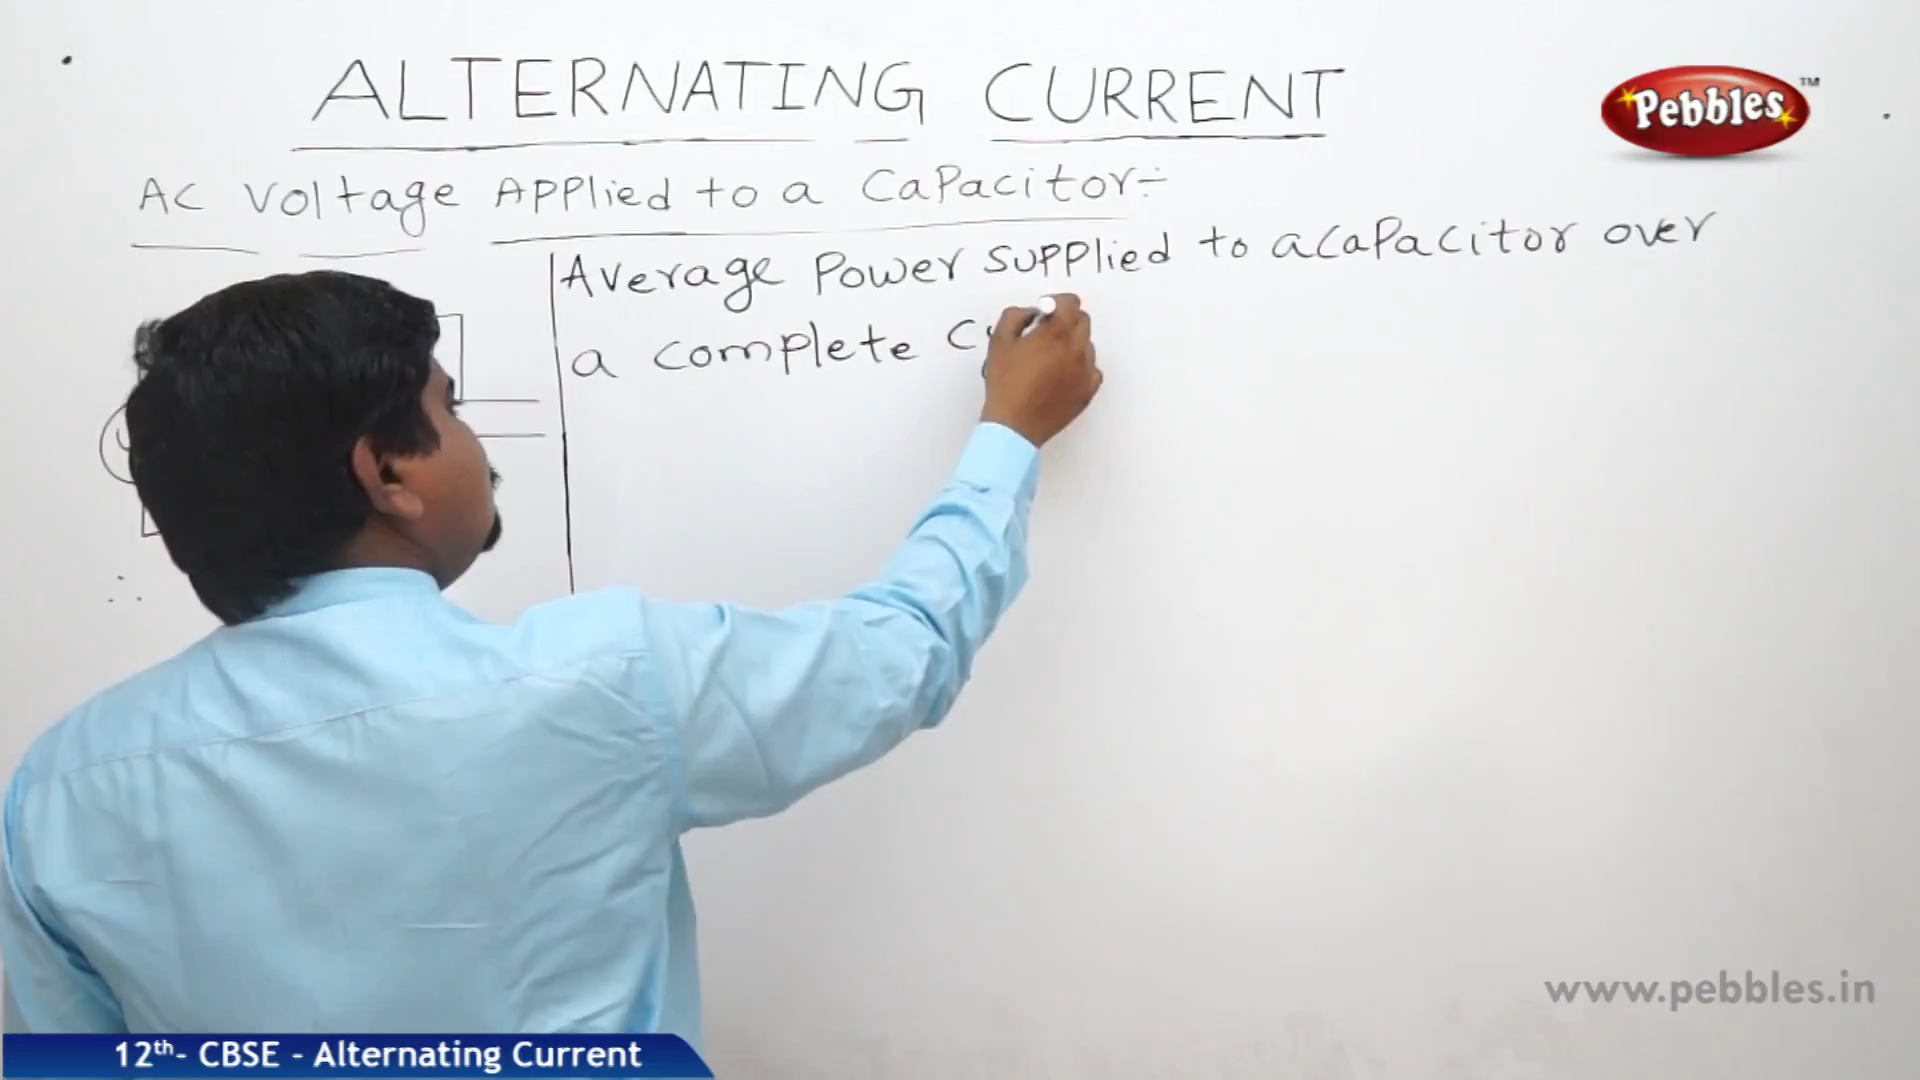 ALTERNATING CURRENT
Pebbles™
AC Voltage Applied to a Capacitor:-
Average Power supplied to a capacitor over
a complete
www.pebbles.in
12th- CBSE - Alternating Current